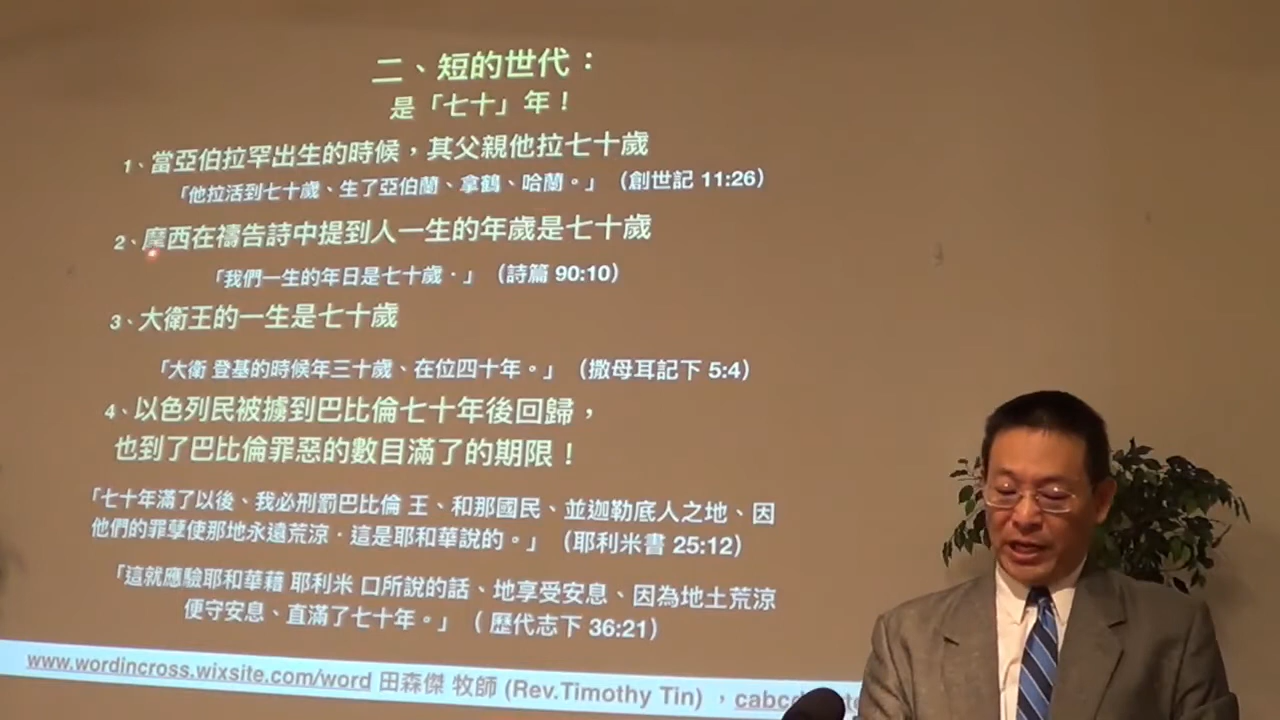 二、短的世代：
是「七十」年！
1、當亞伯拉罕出生的時候，其父親他拉七十歲
「他拉活到七十歲、生了亞伯蘭、拿鶴、哈蘭。」（創世記 11:26）
2、摩西在禱告詩中提到人一生的年歲是七十歲
「我們一生的年日是七十歲．」（詩篇 90:10）
3、大衛王的一生是七十歲
「大衛 登基的時候年三十歲、在位四十年。」（撒母耳記下 5:4）
4、以色列民被擄到巴比倫七十年後回歸，
也到了巴比倫罪惡的數目滿了的期限！
「七十年滿了以後、我必刑罰巴比倫 王、和那國民、並迦勒底人之地、因
他們的罪孽使那地永遠荒涼．這是耶和華說的。」（耶利米書 25:12）
「這就應驗耶和華藉 耶利米 口所說的話、地享受安息、因為地土荒涼
便守安息、直滿了七十年。」（ 歷代志下 36:21）
www.wordincross.wixsite.com/word 田森傑 牧師 (Rev.Timothy Tin) ，